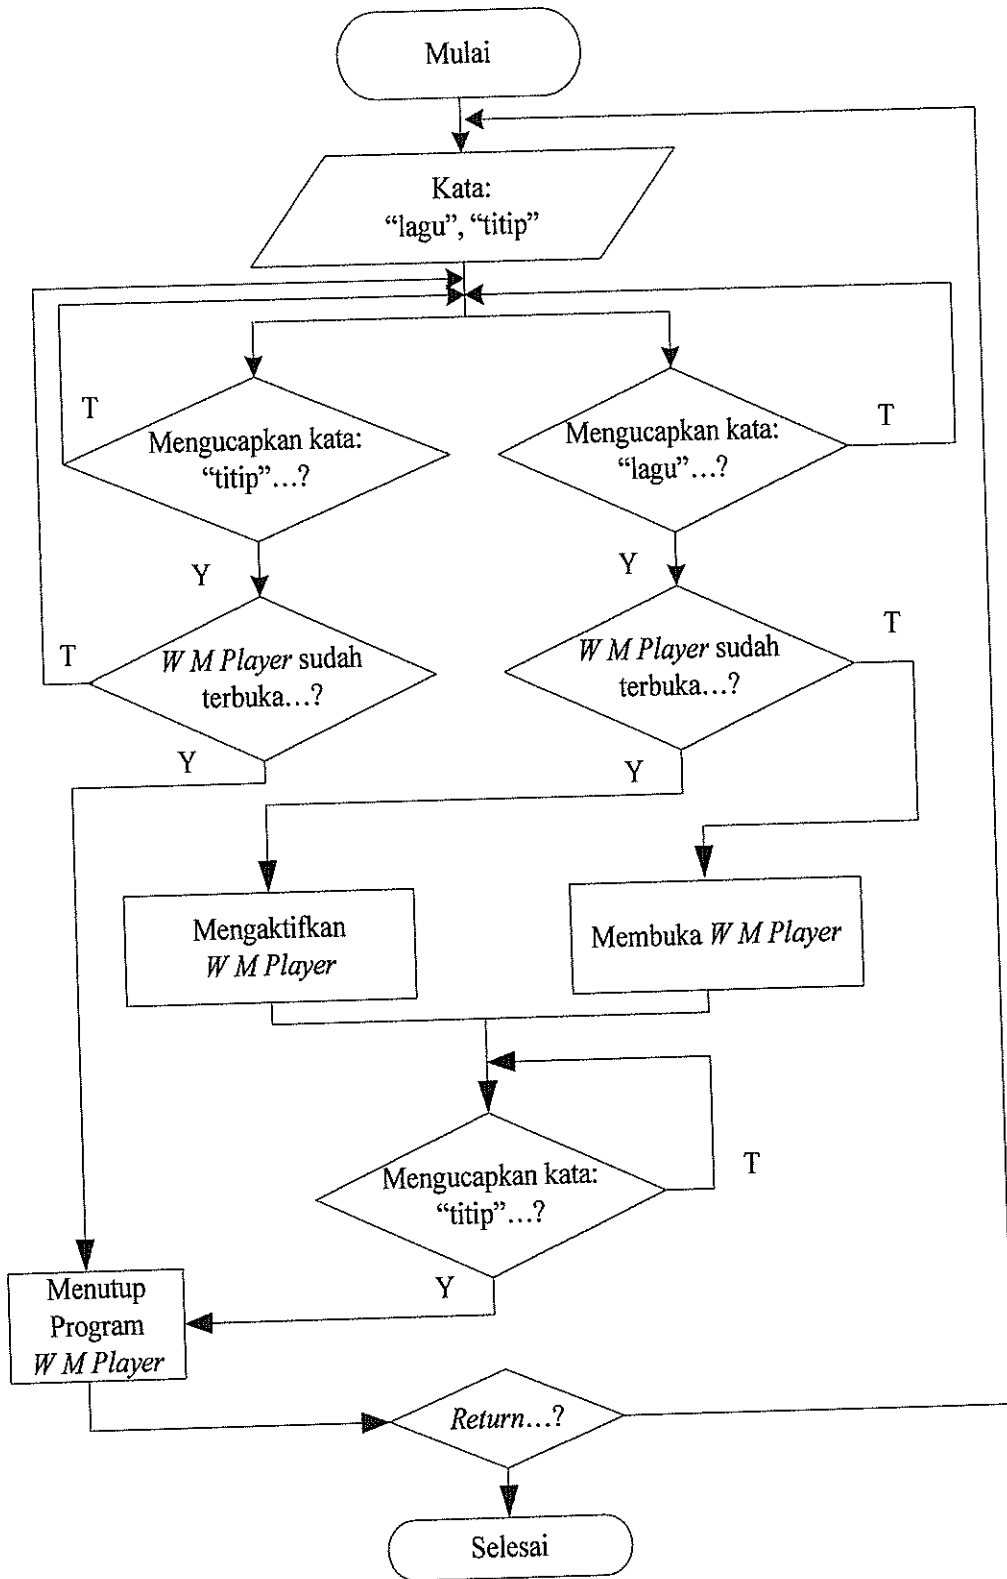 Mulai
Kata:
“lagu”, “titip”
T
Mengucapkan kata:
“titip”…?
Mengucapkan kata:
“lagu”…?
T
Y
Y
T
W M Player sudah
terbuka…?
W M Player sudah
terbuka…?
T
Y
Y
Mengaktifkan
W M Player
Membuka W M Player
Mengucapkan kata:
“titip”…?
T
Y
Menutup
Program
W M Player
Return…?
Selesai